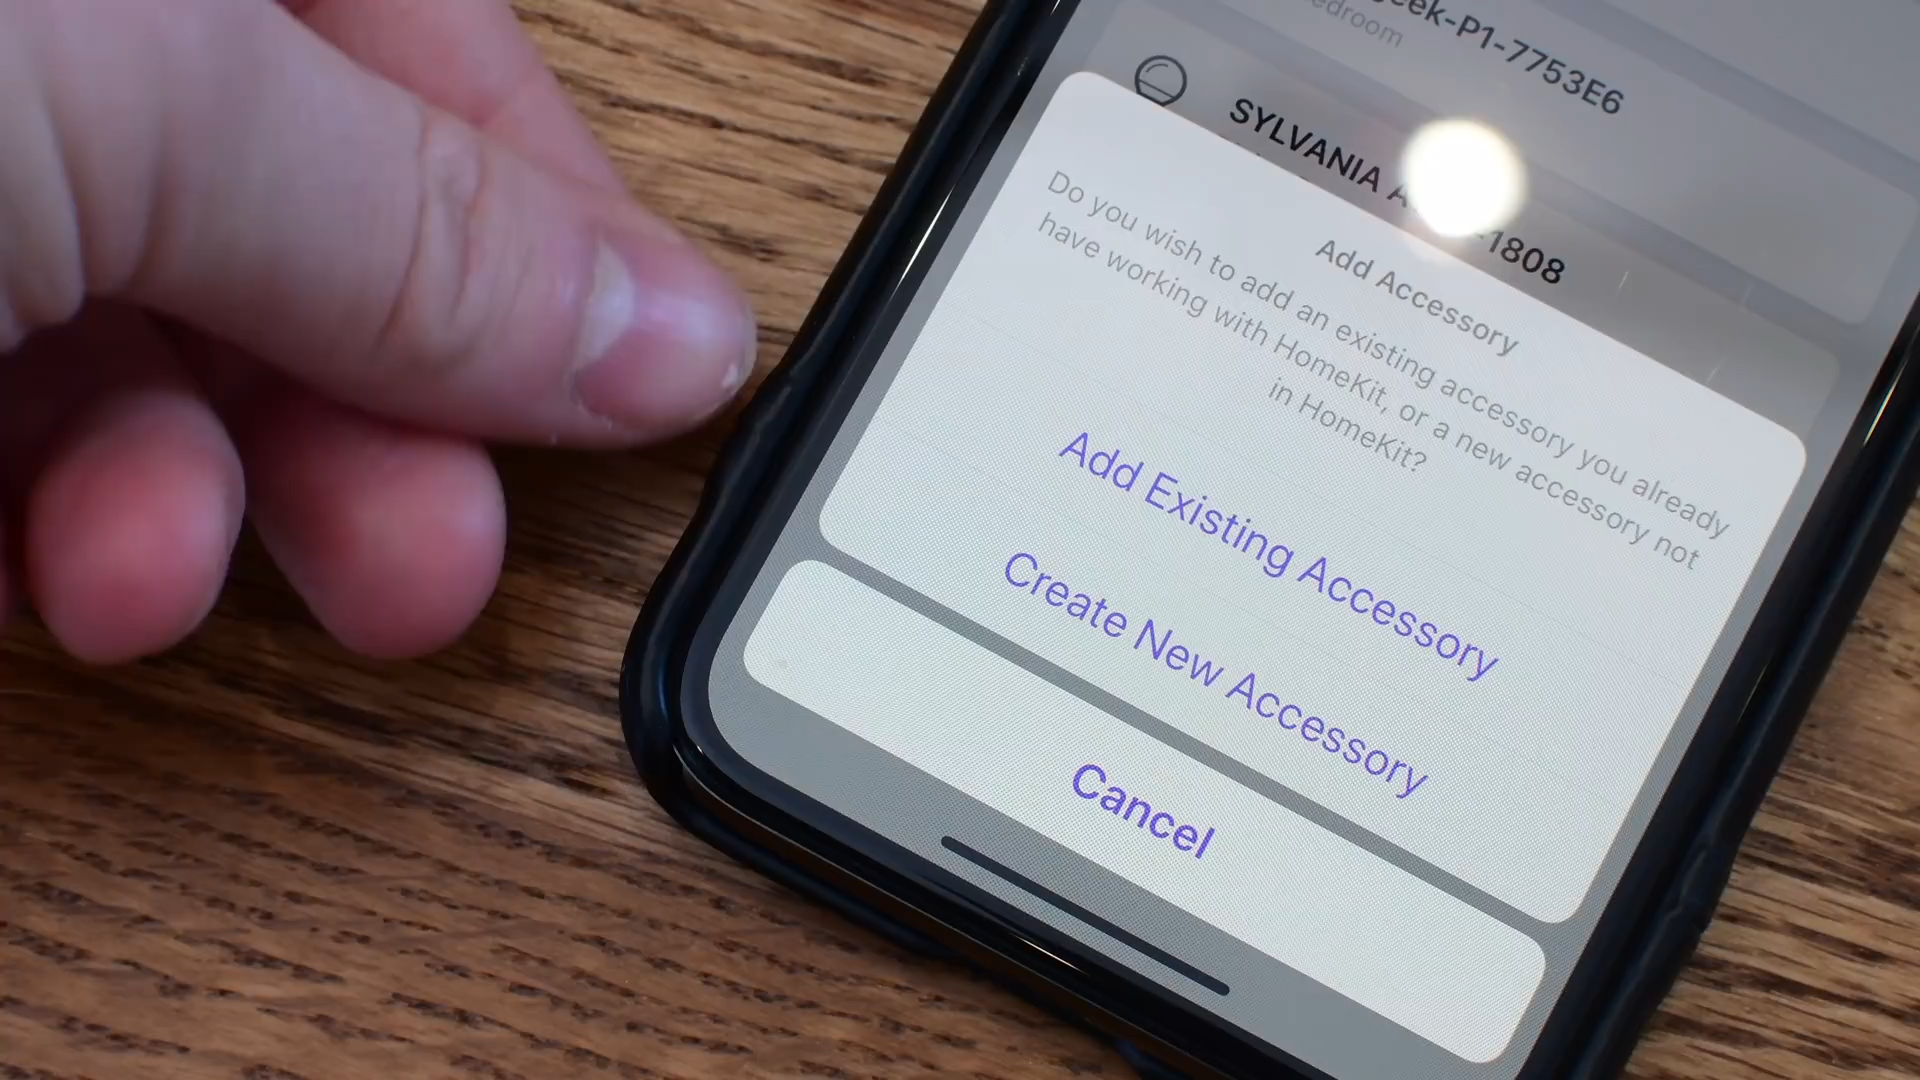 eek-P1-7753E6
edroom
SYLVANIA A
-1808
Add Accessory
Do you wish to add an existing accessory you already
have working with HomeKit, or a new accessory not
in HomeKit?
Add Existing Accessory
Create New Accessory
Cancel